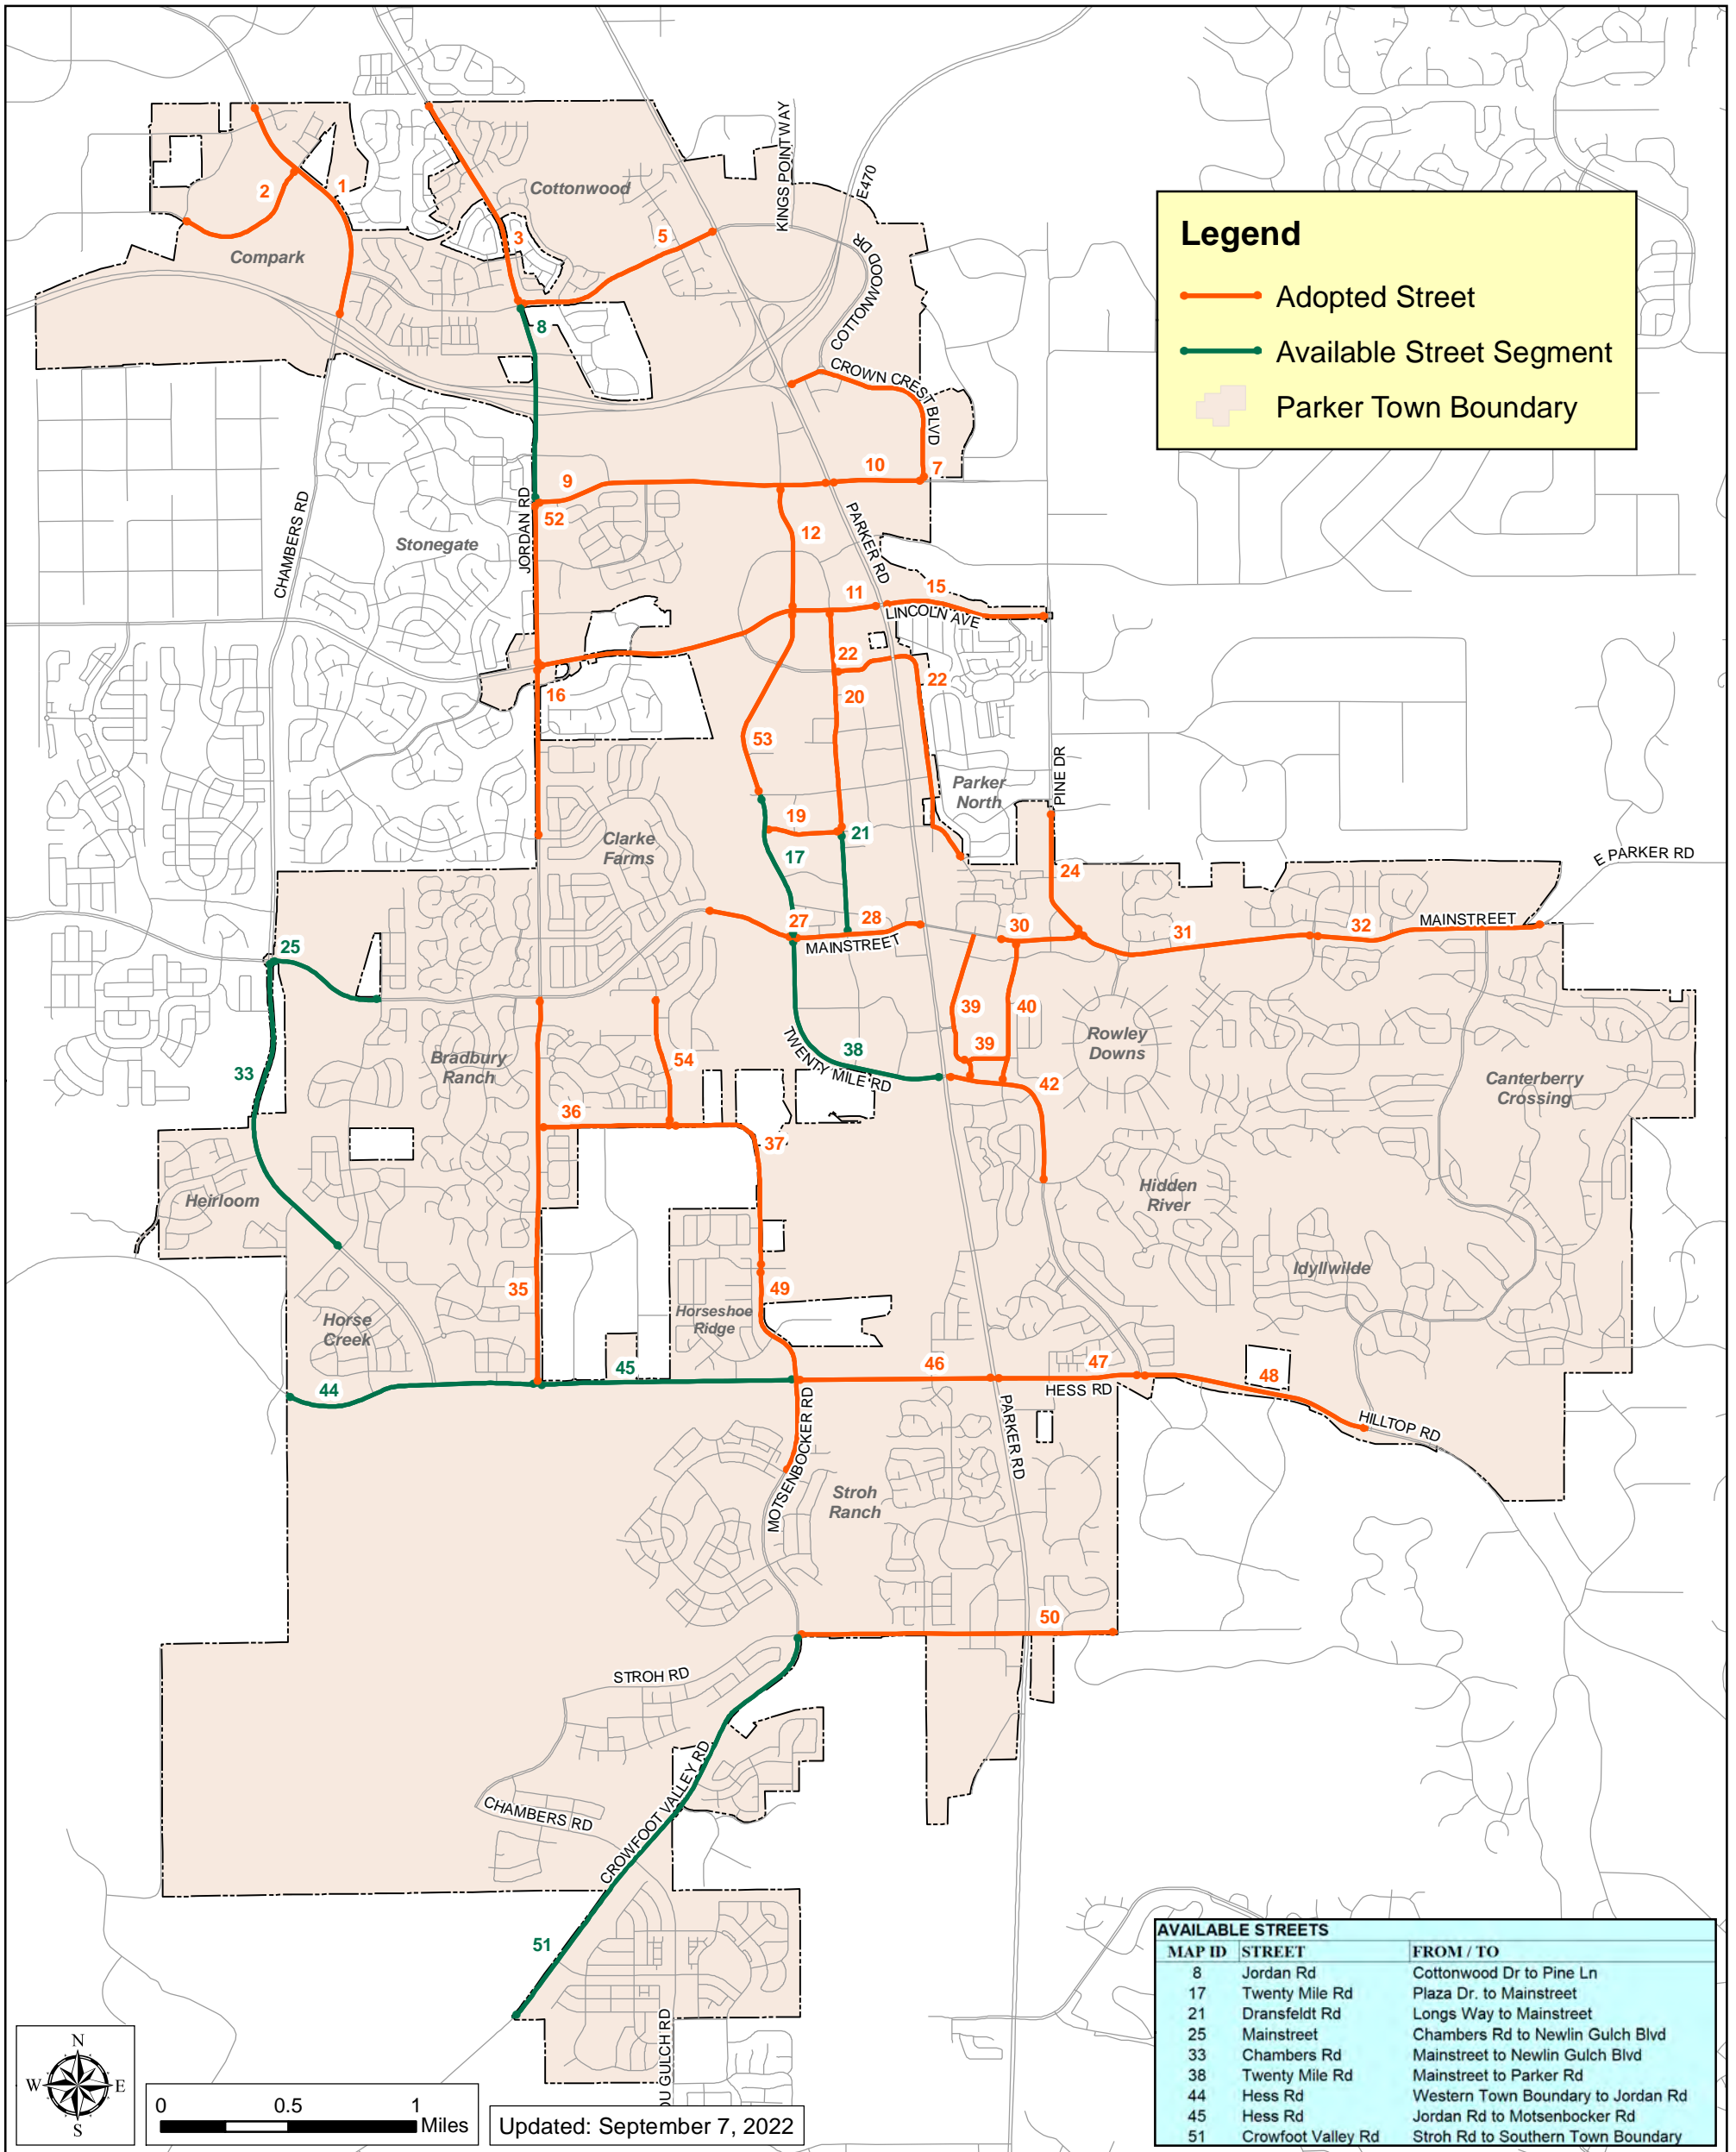 KINGS POINT WAY
E470
Cottonwood
2
1
Compark
3
5
COTTONWOOD DR
8
CROWN CREST BLVD
Legend
Adopted Street
Available Street Segment
Parker Town Boundary
9
10
7
52
JORDAN RD
CHAMBERS RD
Stonegate
12
PARKER RD
11
15
LINCOLN AVE
16
22
22
20
53
Parker
North
PINE DR
Clarke
Farms
19
21
17
24
E PARKER RD
27
28
MAINSTREET
30
31
32
MAINSTREET
25
39
40
39
Rowley
Downs
33
Bradbury
Ranch
54
TWENTY MILE RD
38
42
Canterberry
Crossing
36
37
Heirloom
Hidden
River
Idyllwilde
35
49
Horseshoe
Ridge
Horse
Creek
44
45
46
47
48
HESS RD
HILLTOP RD
MOTSENBOCKER RD
PARKER RD
Stroh
Ranch
50
STROH RD
CROWFOOT VALLEY RD
CHAMBERS RD
51
OU GULCH RD
AVAILABLE STREETS
MAP ID STREET FROM / TO
8 Jordan Rd Cottonwood Dr to Pine Ln
17 Twenty Mile Rd Plaza Dr. to Mainstreet
21 Dransfeldt Rd Longs Way to Mainstreet
25 Mainstreet Chambers Rd to Newlin Gulch Blvd
33 Chambers Rd Mainstreet to Newlin Gulch Blvd
38 Twenty Mile Rd Mainstreet to Parker Rd
44 Hess Rd Western Town Boundary to Jordan Rd
45 Hess Rd Jordan Rd to Motsenbocker Rd
51 Crowfoot Valley Rd Stroh Rd to Southern Town Boundary
N
W E
S
0 0.5 1
Miles
Updated: September 7, 2022